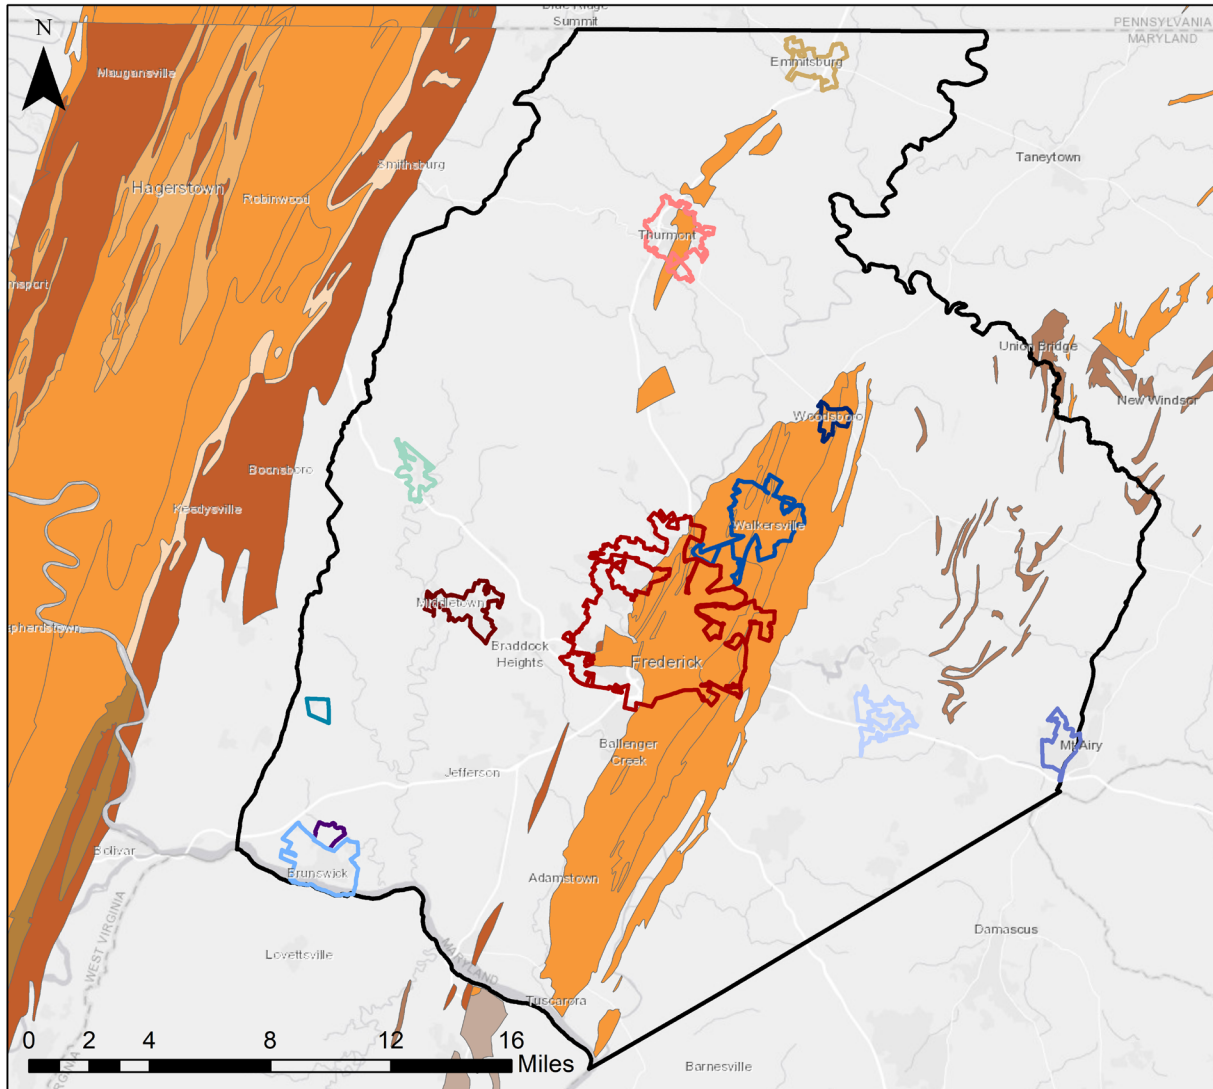 Blue Ridge
Summit
PENNSYLVANIA
MARYLAND
N
Emmitsburg
Maugansville
Taneytown
Smithsburg
Hagerstown
Robinwood
Thurmont
Union Bridge
New Windsor
Woodsboro
Boonsboro
Keedysville
Walkersville
Middletown
Braddock
Heights
Frederick
Ballenger
Creek
Mt Airy
Jefferson
Bolivar
Brunswick
Adamstown
WEST VIRGINIA
MARYLAND
Damascus
Lovettsville
Tuscarora
0 2 4 8 12 16
Miles
Barnesville